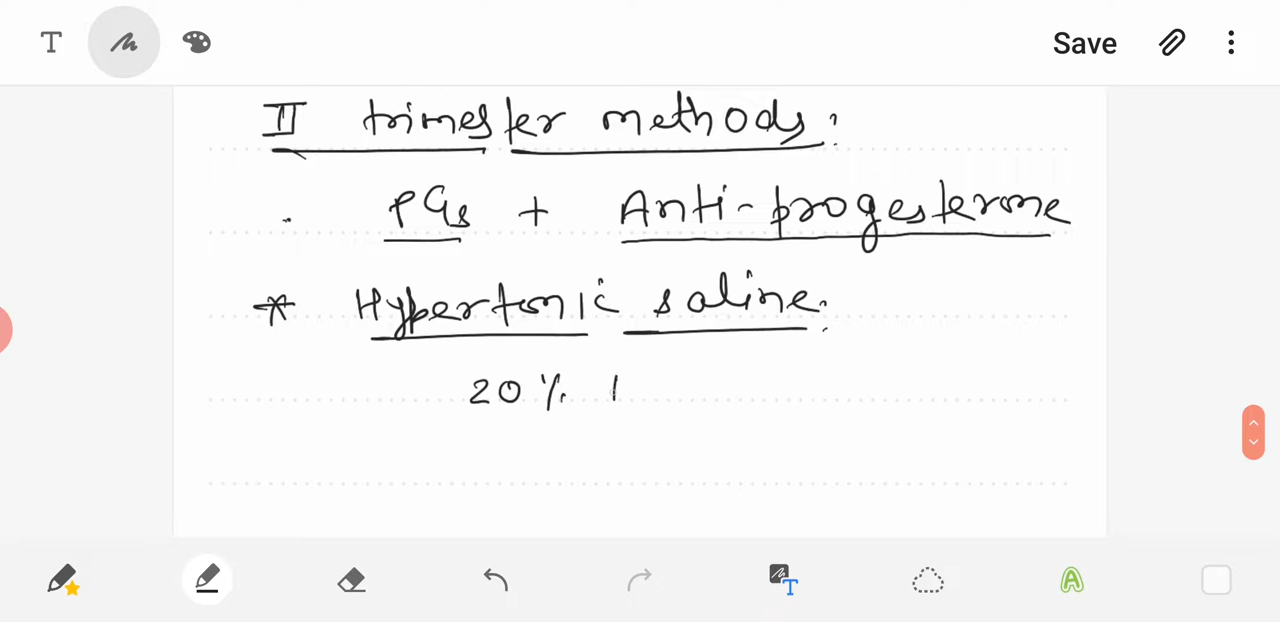 T Save
II trimester methods:
PGs + Anti-progesterone
* Hypertonic saline:
20 %
T
A